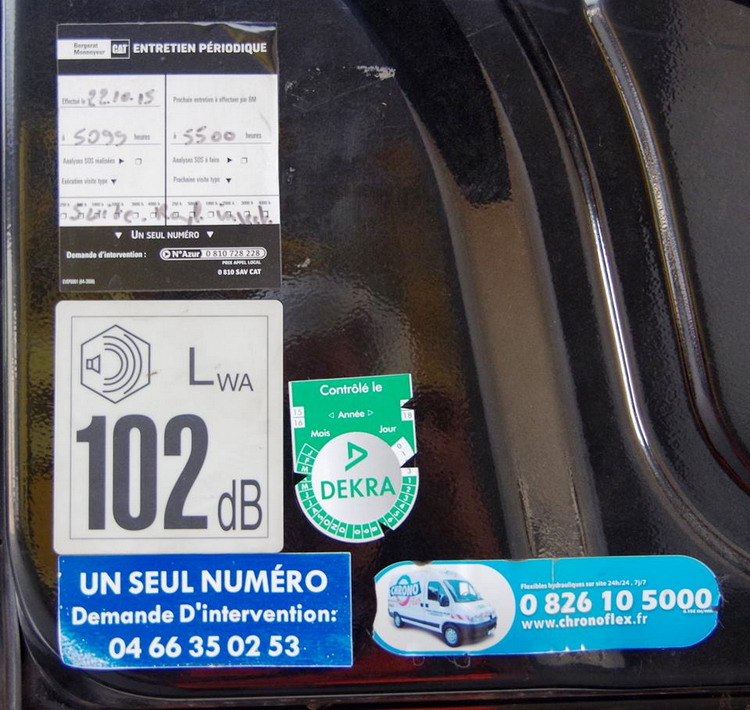 Bergerat
Monnoyeur
CAT ENTRETIEN PÉRIODIQUE
Effectué le 22.10.15
Prochain entretien à effectuer par BM
à 5099 heures
à 5500 heures
Analyses SOS réalisées ▶ □
Analyses SOS à faire ▶ □
Exécution visite type ▼
Prochaine visite type ▼
▼ UN SEUL NUMÉRO ▼
Demande d'intervention : N°Azur 0 810 728 228
PRIX APPEL LOCAL
0 810 SAV CAT
LWA
102 dB
Contrôlé le
◁ Année ▷
15
16
18
Mois
Jour
DEKRA
UN SEUL NUMÉRO
Demande D'intervention:
04 66 35 02 53
CHRONO
Flexibles hydrauliques sur site 24h/24, 7j/7
0 826 10 5000
www.chronoflex.fr